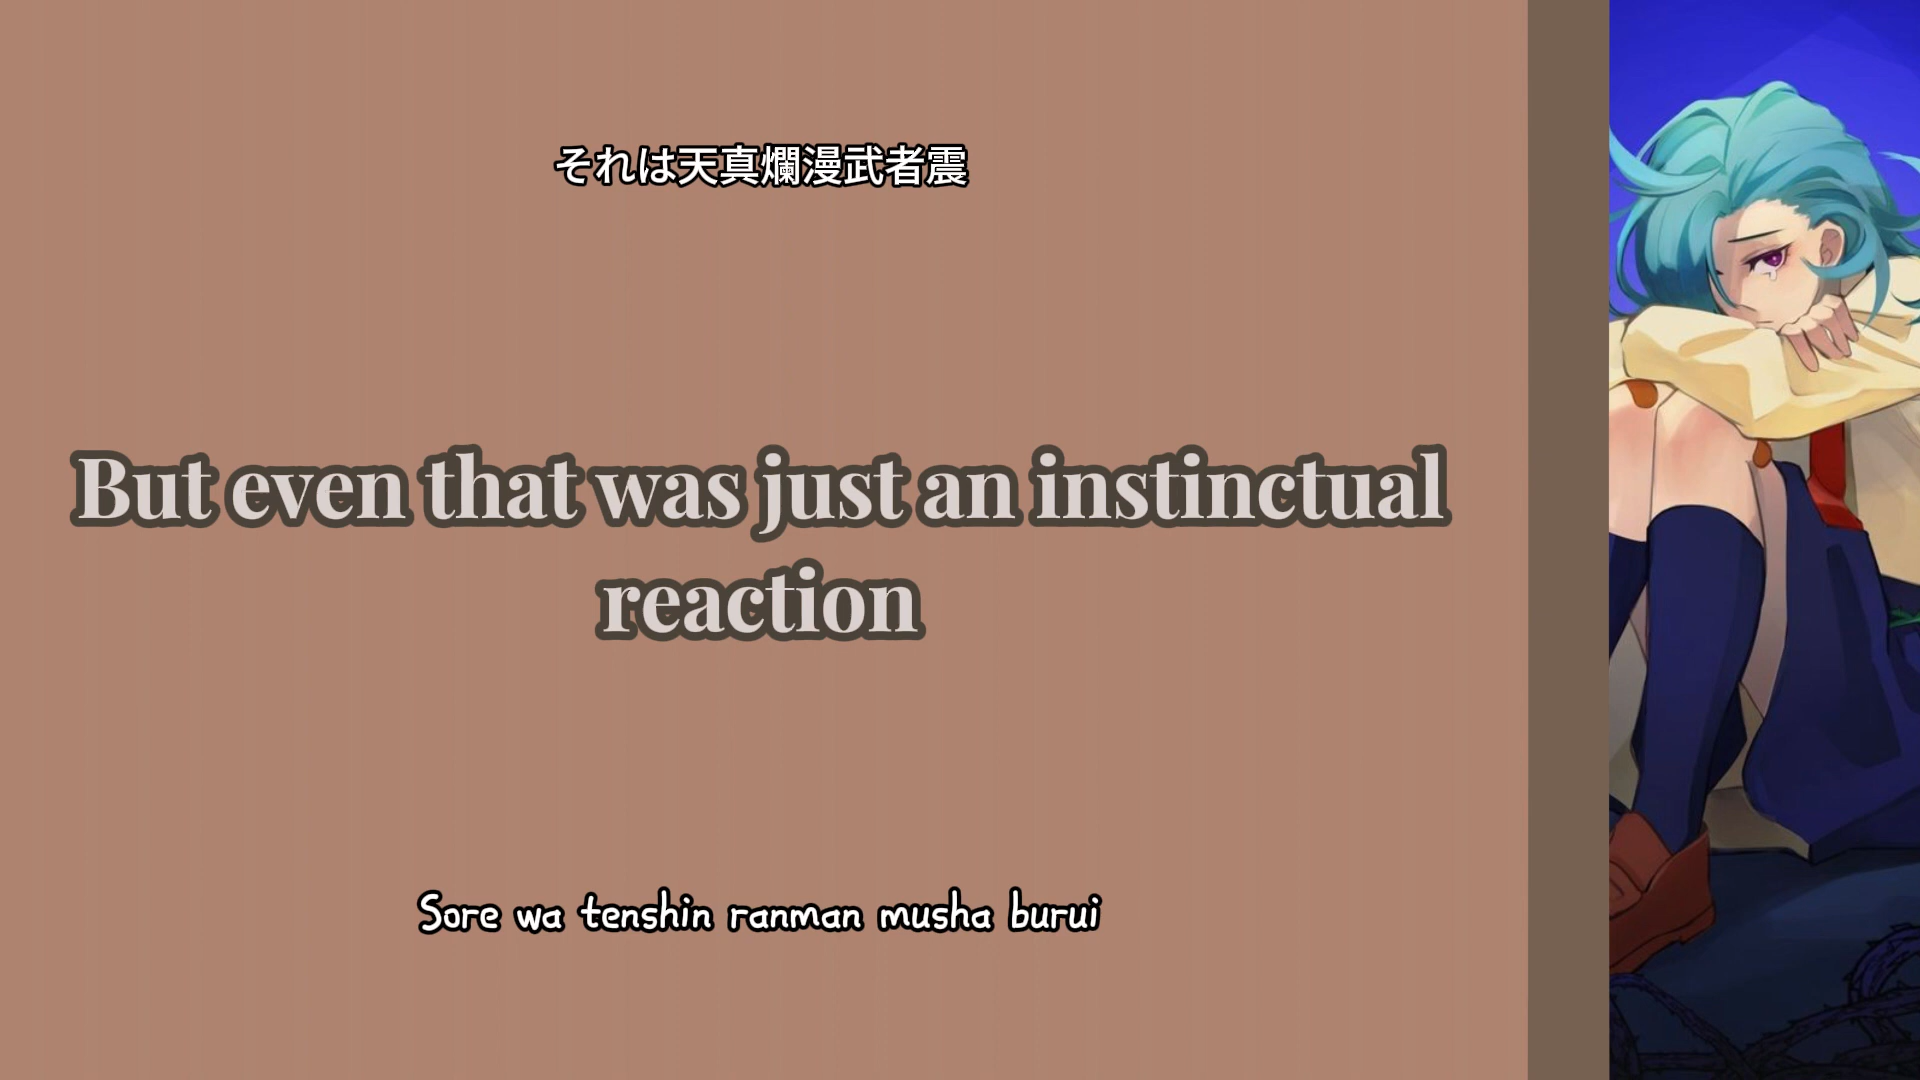 それは天真爛漫武者震
But even that was just an instinctual
reaction
Sore wa tenshin ranman musha burui